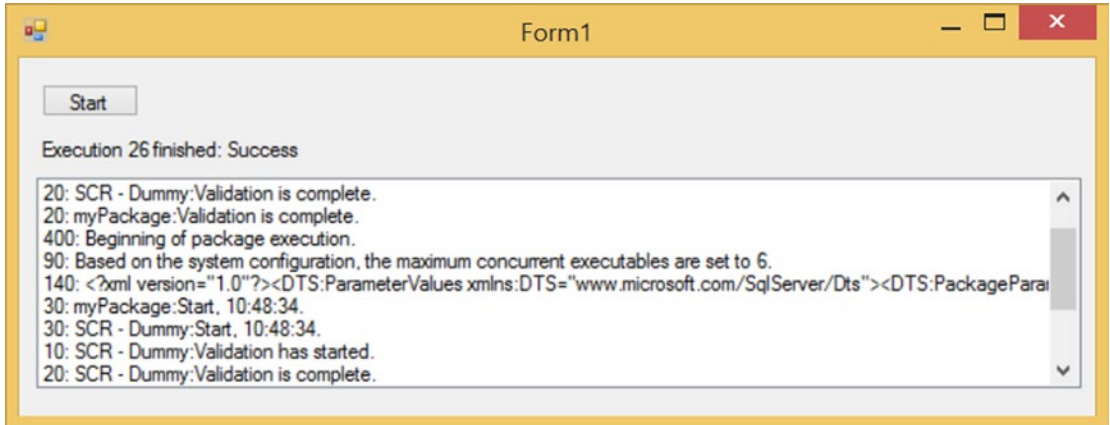 Form1
Start
Execution 26 finished: Success
20: SCR - Dummy:Validation is complete.
20: myPackage:Validation is complete.
400: Beginning of package execution.
90: Based on the system configuration, the maximum concurrent executables are set to 6.
140: <?xml version="1.0"?><DTS:ParameterValues xmlns:DTS="www.microsoft.com/SqlServer/Dts"><DTS:PackageParar
30: myPackage:Start, 10:48:34.
30: SCR - Dummy:Start, 10:48:34.
10: SCR - Dummy:Validation has started.
20: SCR - Dummy:Validation is complete.